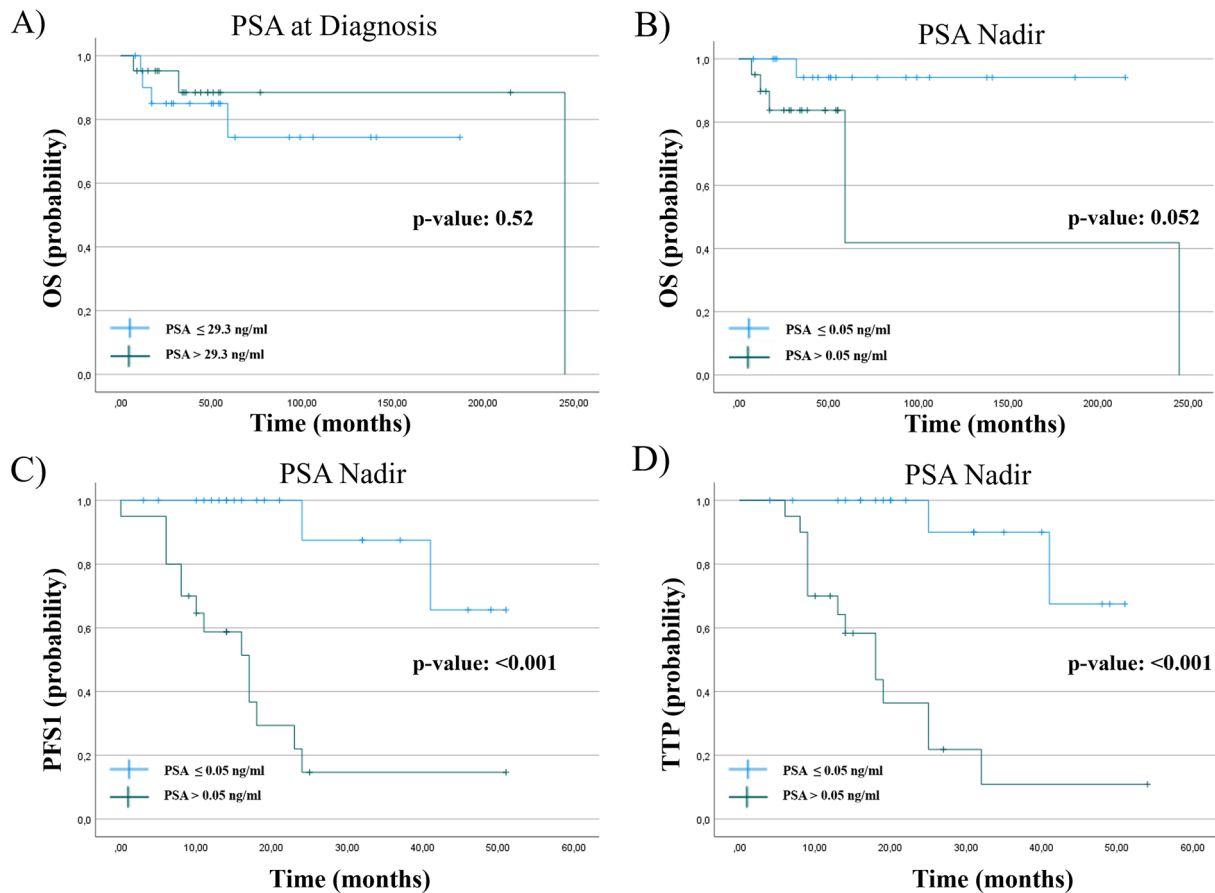 A)
PSA at Diagnosis
OS (probability)
1,0
0,8
0,6
0,4
0,2
0,0
p-value: 0.52
PSA ≤ 29.3 ng/ml
PSA > 29.3 ng/ml
,00 50,00 100,00 150,00 200,00 250,00
Time (months)
B)
PSA Nadir
OS (probability)
1,0
0,8
0,6
0,4
0,2
0,0
p-value: 0.052
PSA ≤ 0.05 ng/ml
PSA > 0.05 ng/ml
,00 50,00 100,00 150,00 200,00 250,00
Time (months)
C)
PSA Nadir
PFS1 (probability)
1,0
0,8
0,6
0,4
0,2
0,0
p-value: <0.001
PSA ≤ 0.05 ng/ml
PSA > 0.05 ng/ml
,00 10,00 20,00 30,00 40,00 50,00 60,00
Time (months)
D)
PSA Nadir
TTP (probability)
1,0
0,8
0,6
0,4
0,2
0,0
p-value: <0.001
PSA ≤ 0.05 ng/ml
PSA > 0.05 ng/ml
,00 10,00 20,00 30,00 40,00 50,00 60,00
Time (months)